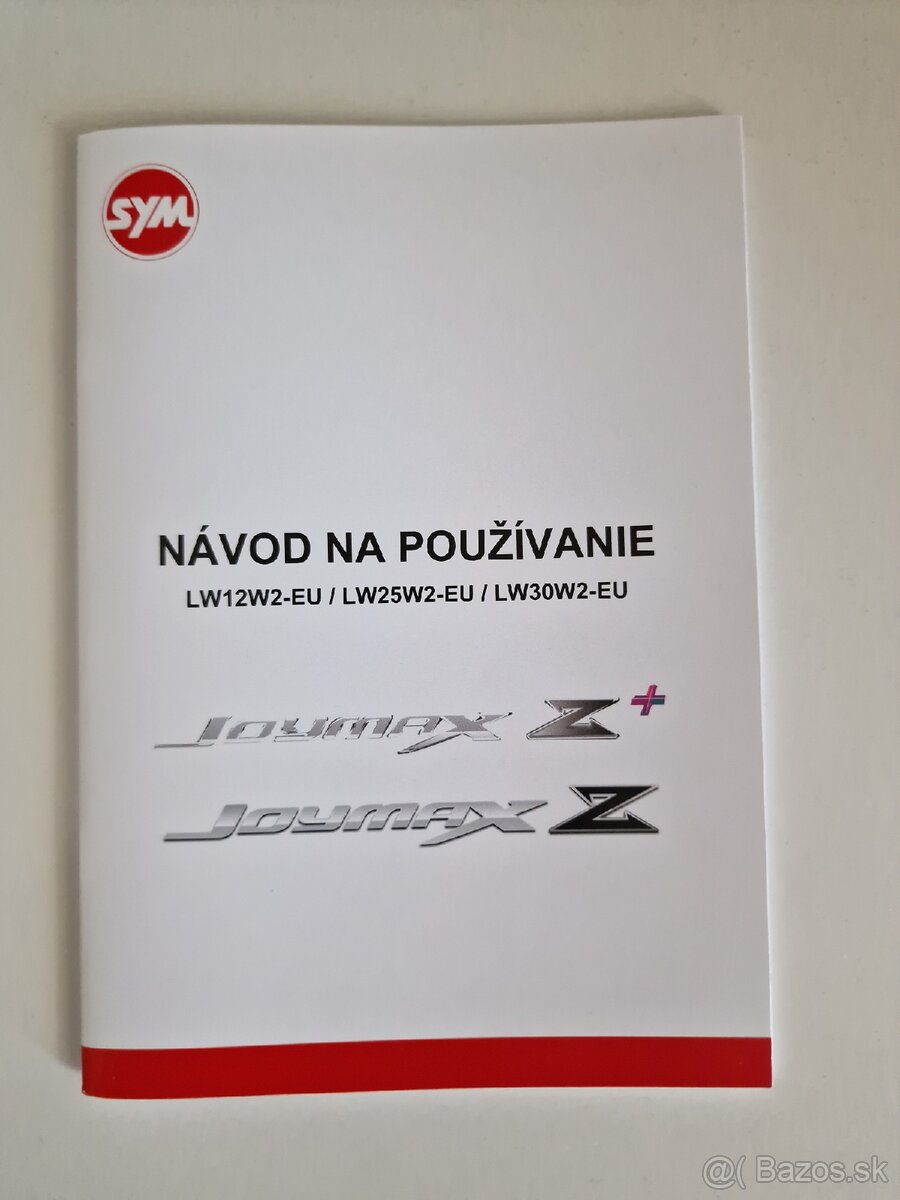 SYM
NÁVOD NA POUŽÍVANIE
LW12W2-EU / LW25W2-EU / LW30W2-EU
JOYMAX Z+
JOYMAX Z
@( Bazos.sk